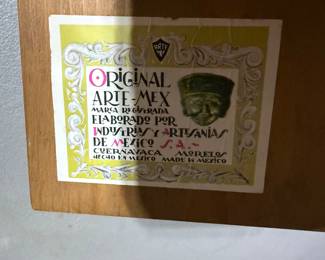 ARTE
ORIGINAL
ARTE-MEX
MARCA REGISTRADA
ELABORADO POR
INDUSTRIAS Y ARTESANIAS
DE MEXICO S.A.
CUERNAVACA MORELOS
HECHO EN MEXICO MADE IN MEXICO